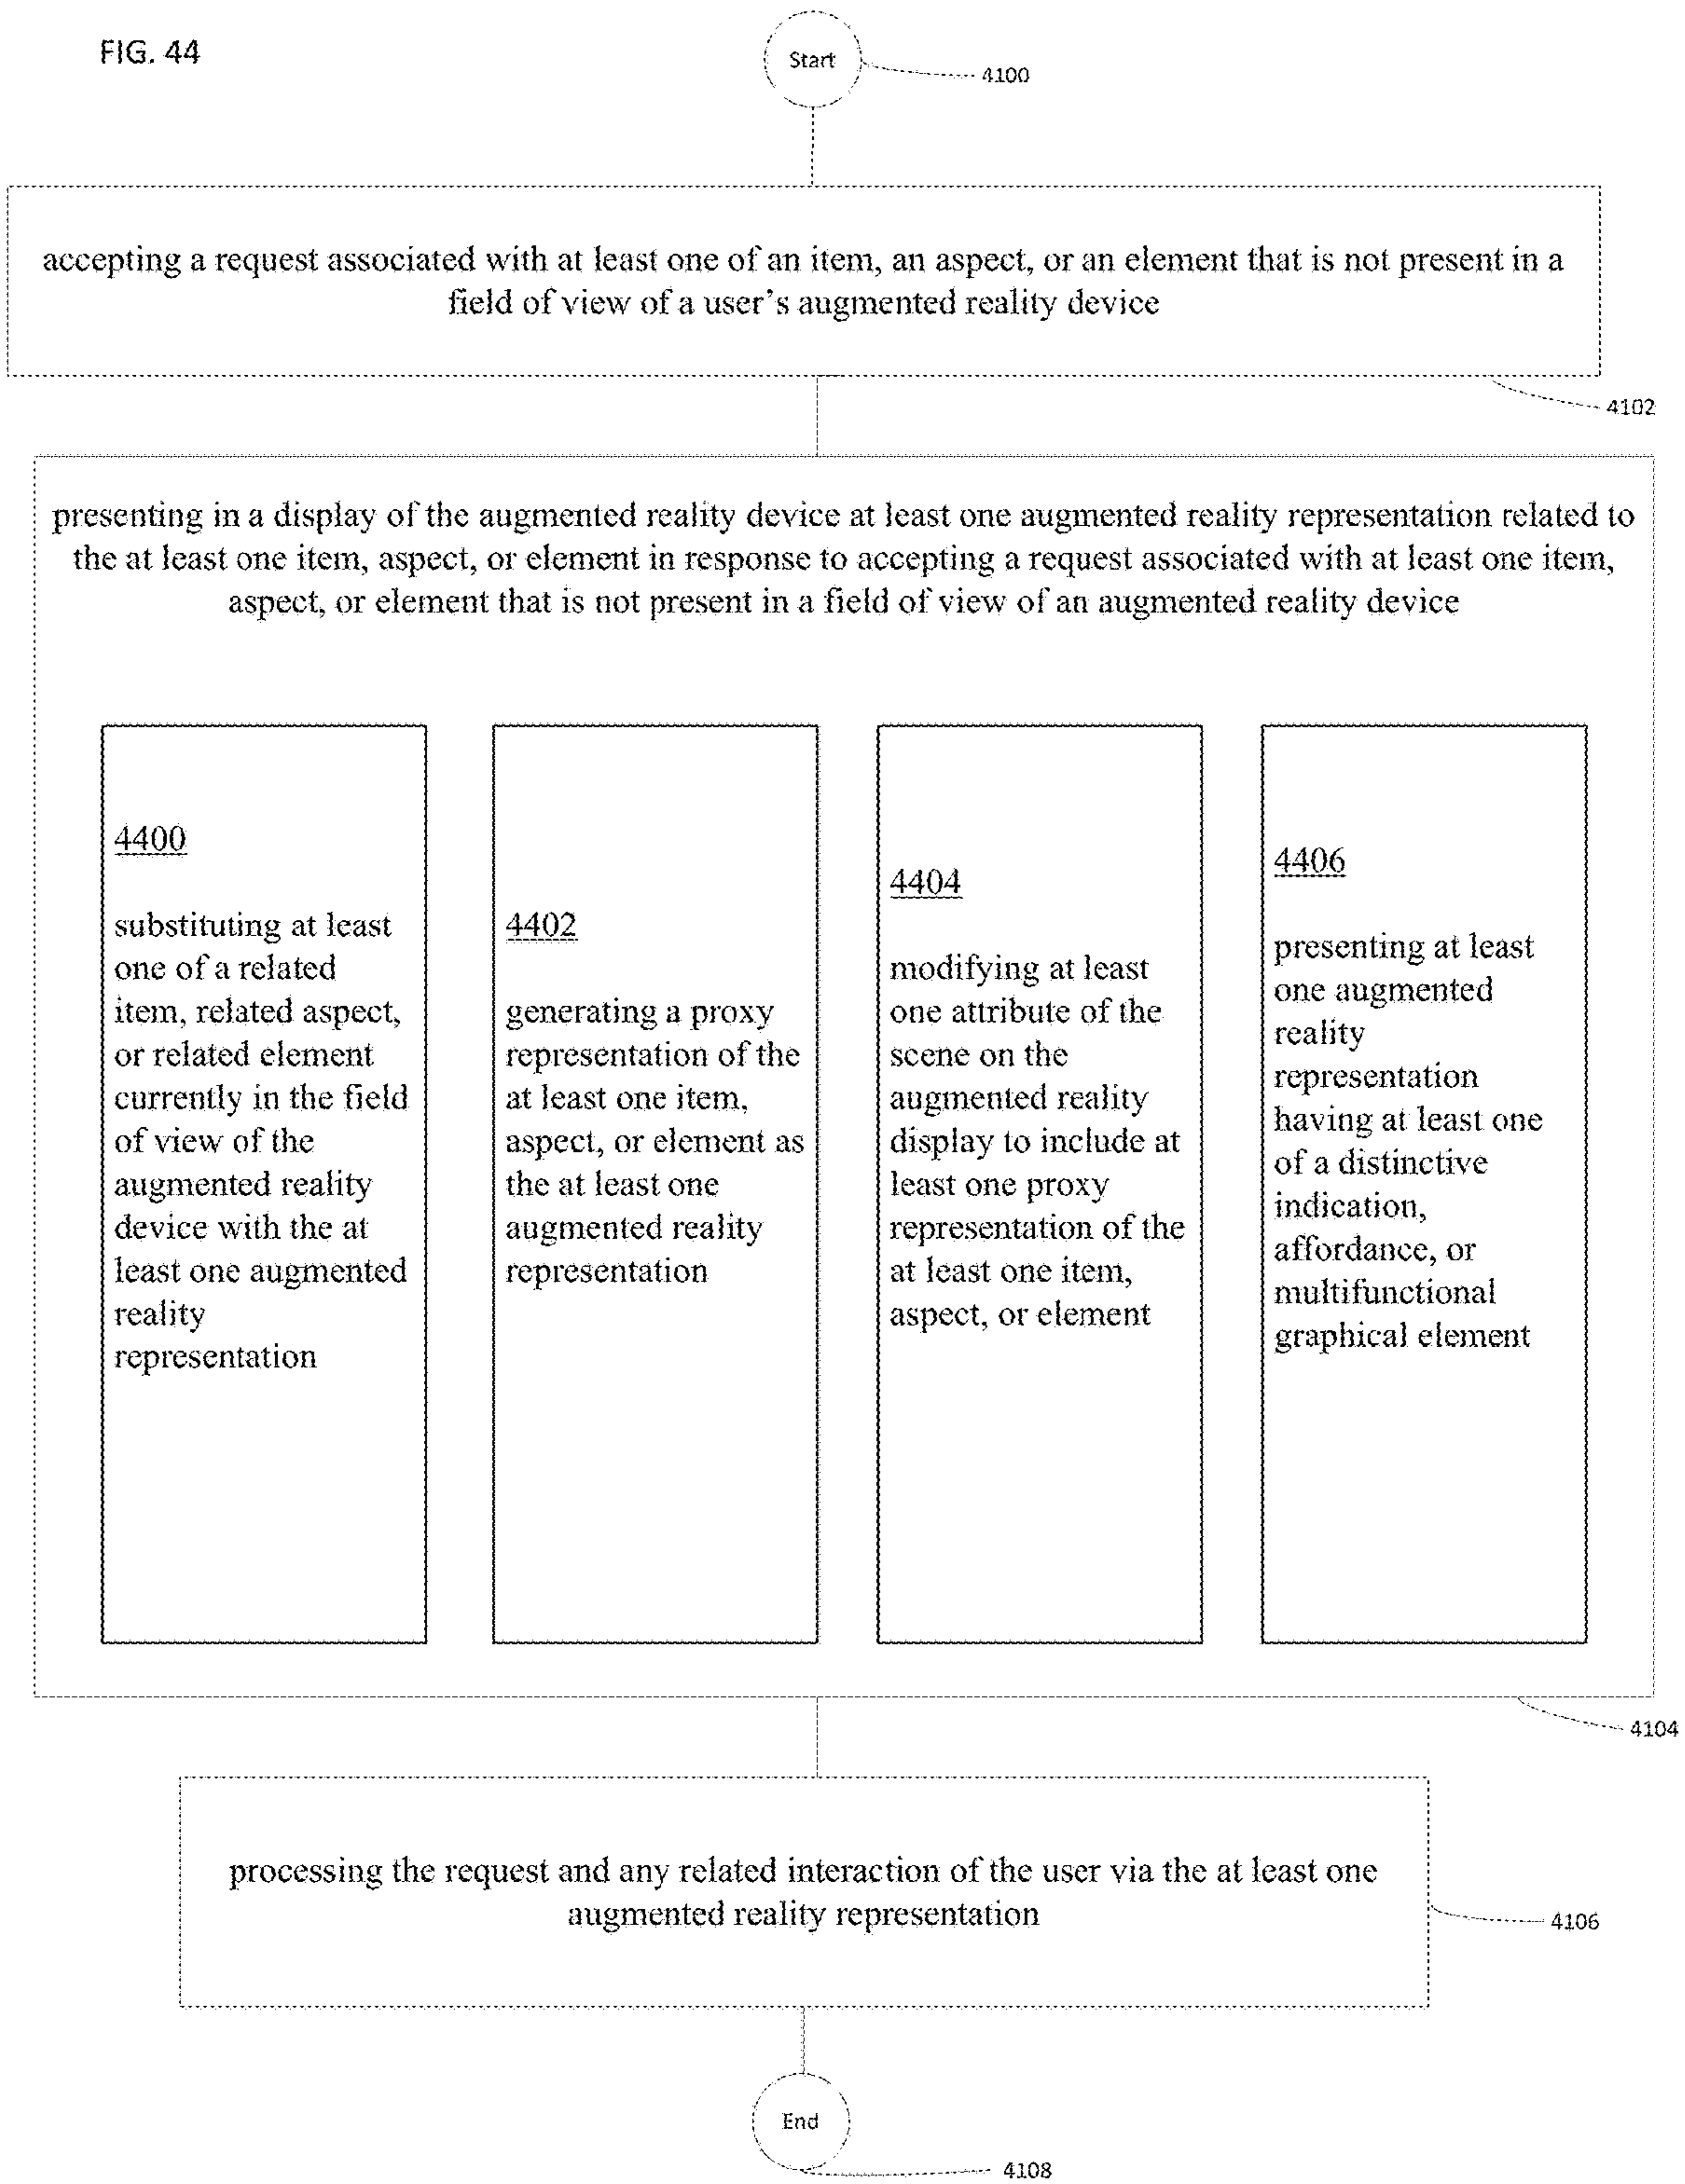 FIG. 44
Start
4100
accepting a request associated with at least one of an item, an aspect, or an element that is not present in a
field of view of a user's augmented reality device
4102
presenting in a display of the augmented reality device at least one augmented reality representation related to
the at least one item, aspect, or element in response to accepting a request associated with at least one item,
aspect, or element that is not present in a field of view of an augmented reality device
4400
substituting at least
one of a related
item, related aspect,
or related element
currently in the field
of view of the
augmented reality
device with the at
least one augmented
reality
representation
4402
generating a proxy
representation of the
at least one item,
aspect, or element as
the at least one
augmented reality
representation
4404
modifying at least
one attribute of the
scene on the
augmented reality
display to include at
least one proxy
representation of the
at least one item,
aspect, or element
4406
presenting at least
one augmented
reality
representation
having at least one
of a distinctive
indication,
affordance, or
multifunctional
graphical element
4104
processing the request and any related interaction of the user via the at least one
augmented reality representation
4106
End
4108